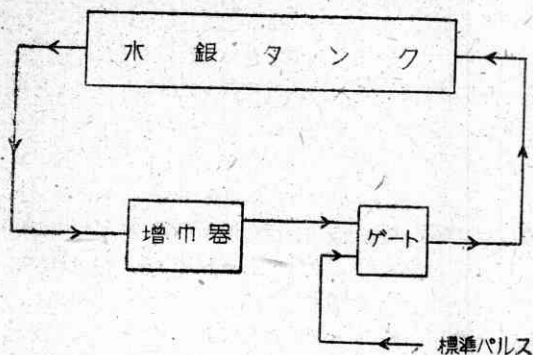 水銀タンク
増巾器
ゲート
標準パルス